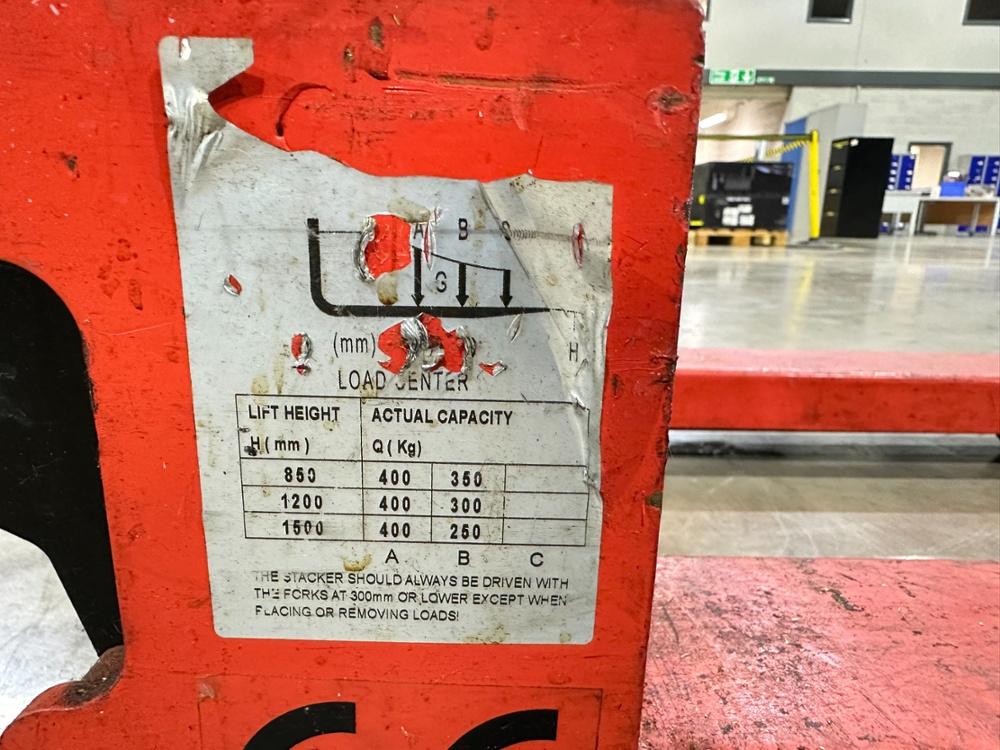 A B
G
(mm)
H
LOAD CENTER
LIFT HEIGHT ACTUAL CAPACITY
H(mm) Q(Kg)
850 400 350
1200 400 300
1500 400 250
A B C
THE STACKER SHOULD ALWAYS BE DRIVEN WITH
THE FORKS AT 300mm OR LOWER EXCEPT WHEN
PLACING OR REMOVING LOADS!
CE